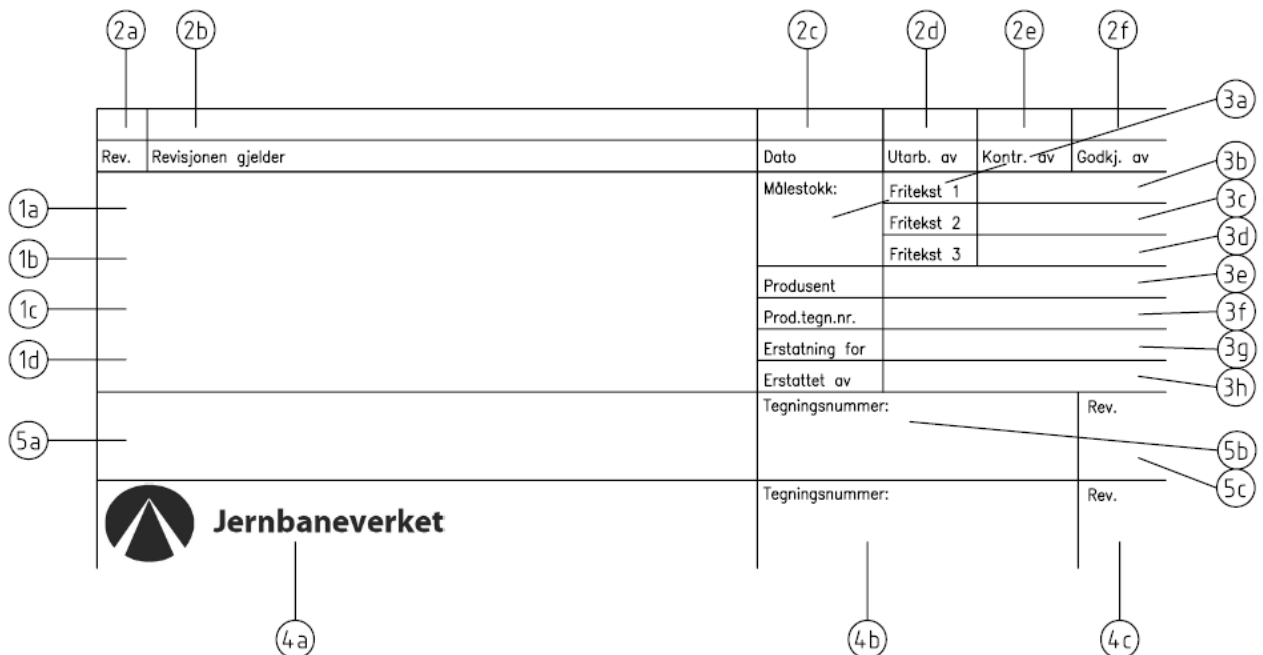 2a 2b 2c 2d 2e 2f
3a
Rev. Revisjonen gjelder Dato Utarb. av Kontr. av Godkj. av
3b
Målestokk: Fritekst 1
1a
3c
Fritekst 2
3d
1b
Fritekst 3
3e
Produsent
1c
3f
Prod.tegn.nr.
3g
Erstatning for
1d
3h
Erstattet av
Tegningsnummer: Rev.
5a
5b
5c
Tegningsnummer: Rev.
Jernbaneverket
4a 4b 4c